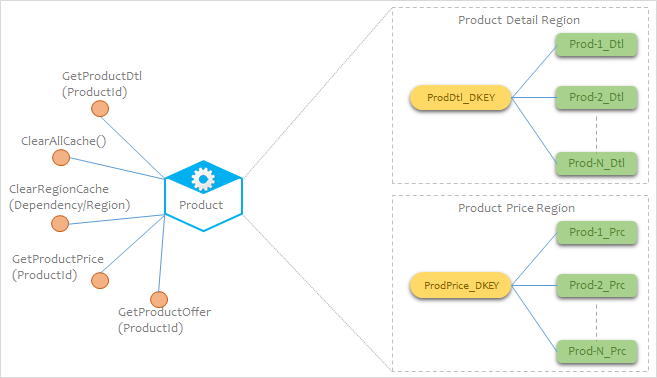 GetProductDtl
(ProductId)
ClearAllCache()
ClearRegionCache
(Dependency/Region)
GetProductPrice
(ProductId)
GetProductOffer
(ProductId)
Product
Product Detail Region
ProdDtl_DKEY
Prod-1_Dtl
Prod-2_Dtl
Prod-N_Dtl
Product Price Region
ProdPrice_DKEY
Prod-1_Prc
Prod-2_Prc
Prod-N_Prc